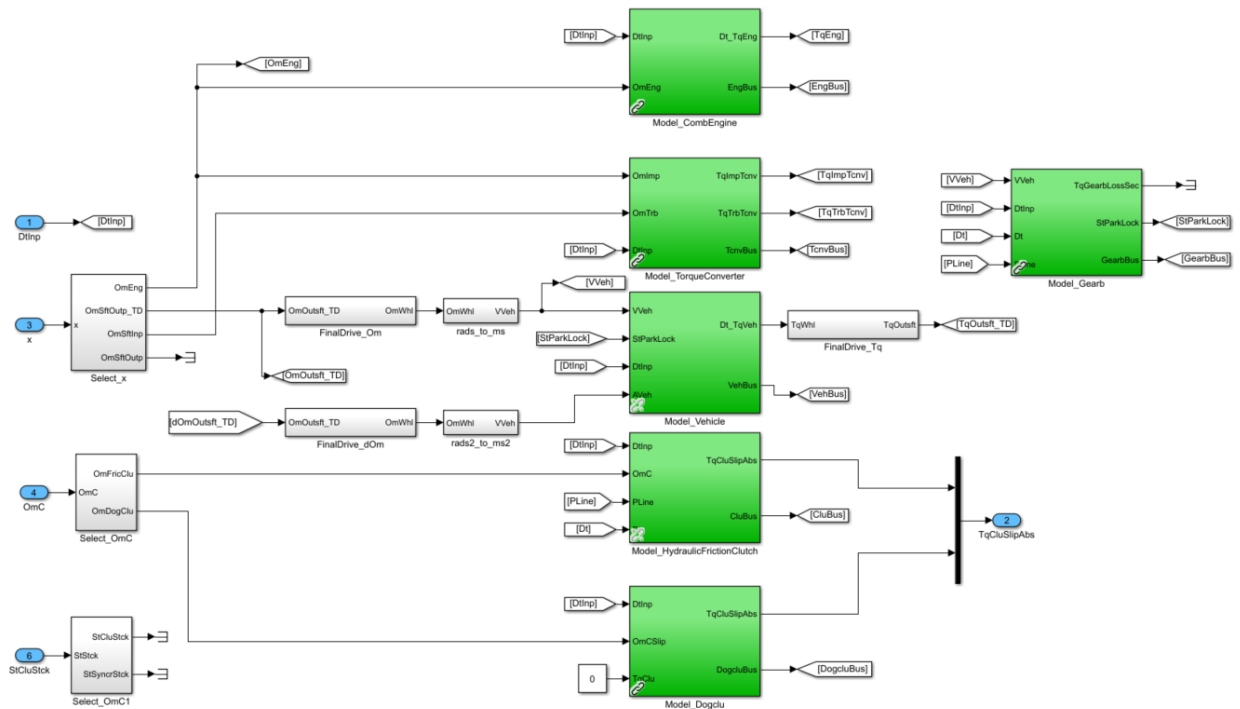 [DtInp]
DtInp
Dt_TqEng
[TqEng]
[OmEng]
OmEng
EngBus
[EngBus]
Model_CombEngine
OmImp
TqImpTcnv
[TqImpTcnv]
OmTrb
TqTrbTcnv
[TqTrbTcnv]
[DtInp]
DtInp
TcnvBus
[TcnvBus]
Model_TorqueConverter
[VVeh]
VVeh
TqGearbLossSec
[DtInp]
DtInp
StParkLock
[StParkLock]
[Dt]
Dt
[PLine]
GearbBus
[GearbBus]
Model_Gearb
1
[DtInp]
DtInp
3
x
x
OmEng
OmSftOutp_TD
OmSftInp
OmSftOutp
Select_x
OmOutsft_TD
OmWhl
FinalDrive_Om
OmWhl
VVeh
rads_to_ms
[VVeh]
[OmOutsft_TD]
VVeh
Dt_TqVeh
[StParkLock]
StParkLock
[DtInp]
DtInp
VehBus
[VehBus]
AVeh
Model_Vehicle
TqWhl
TqOutsft
[TqOutsft_TD]
FinalDrive_Tq
[dOmOutsft_TD]
OmOutsft_TD
OmWhl
FinalDrive_dOm
OmWhl
VVeh
rads2_to_ms2
4
OmC
OmC
OmFricClu
OmDogClu
Select_OmC
[DtInp]
DtInp
TqCluSlipAbs
OmC
[PLine]
PLine
CluBus
[CluBus]
[Dt]
Model_HydraulicFrictionClutch
2
TqCluSlipAbs
6
StCluStck
StStck
StCluStck
StSyncrStck
Select_OmC1
[DtInp]
DtInp
TqCluSlipAbs
OmCSlip
0
TqClu
DogcluBus
[DogcluBus]
Model_Dogclu